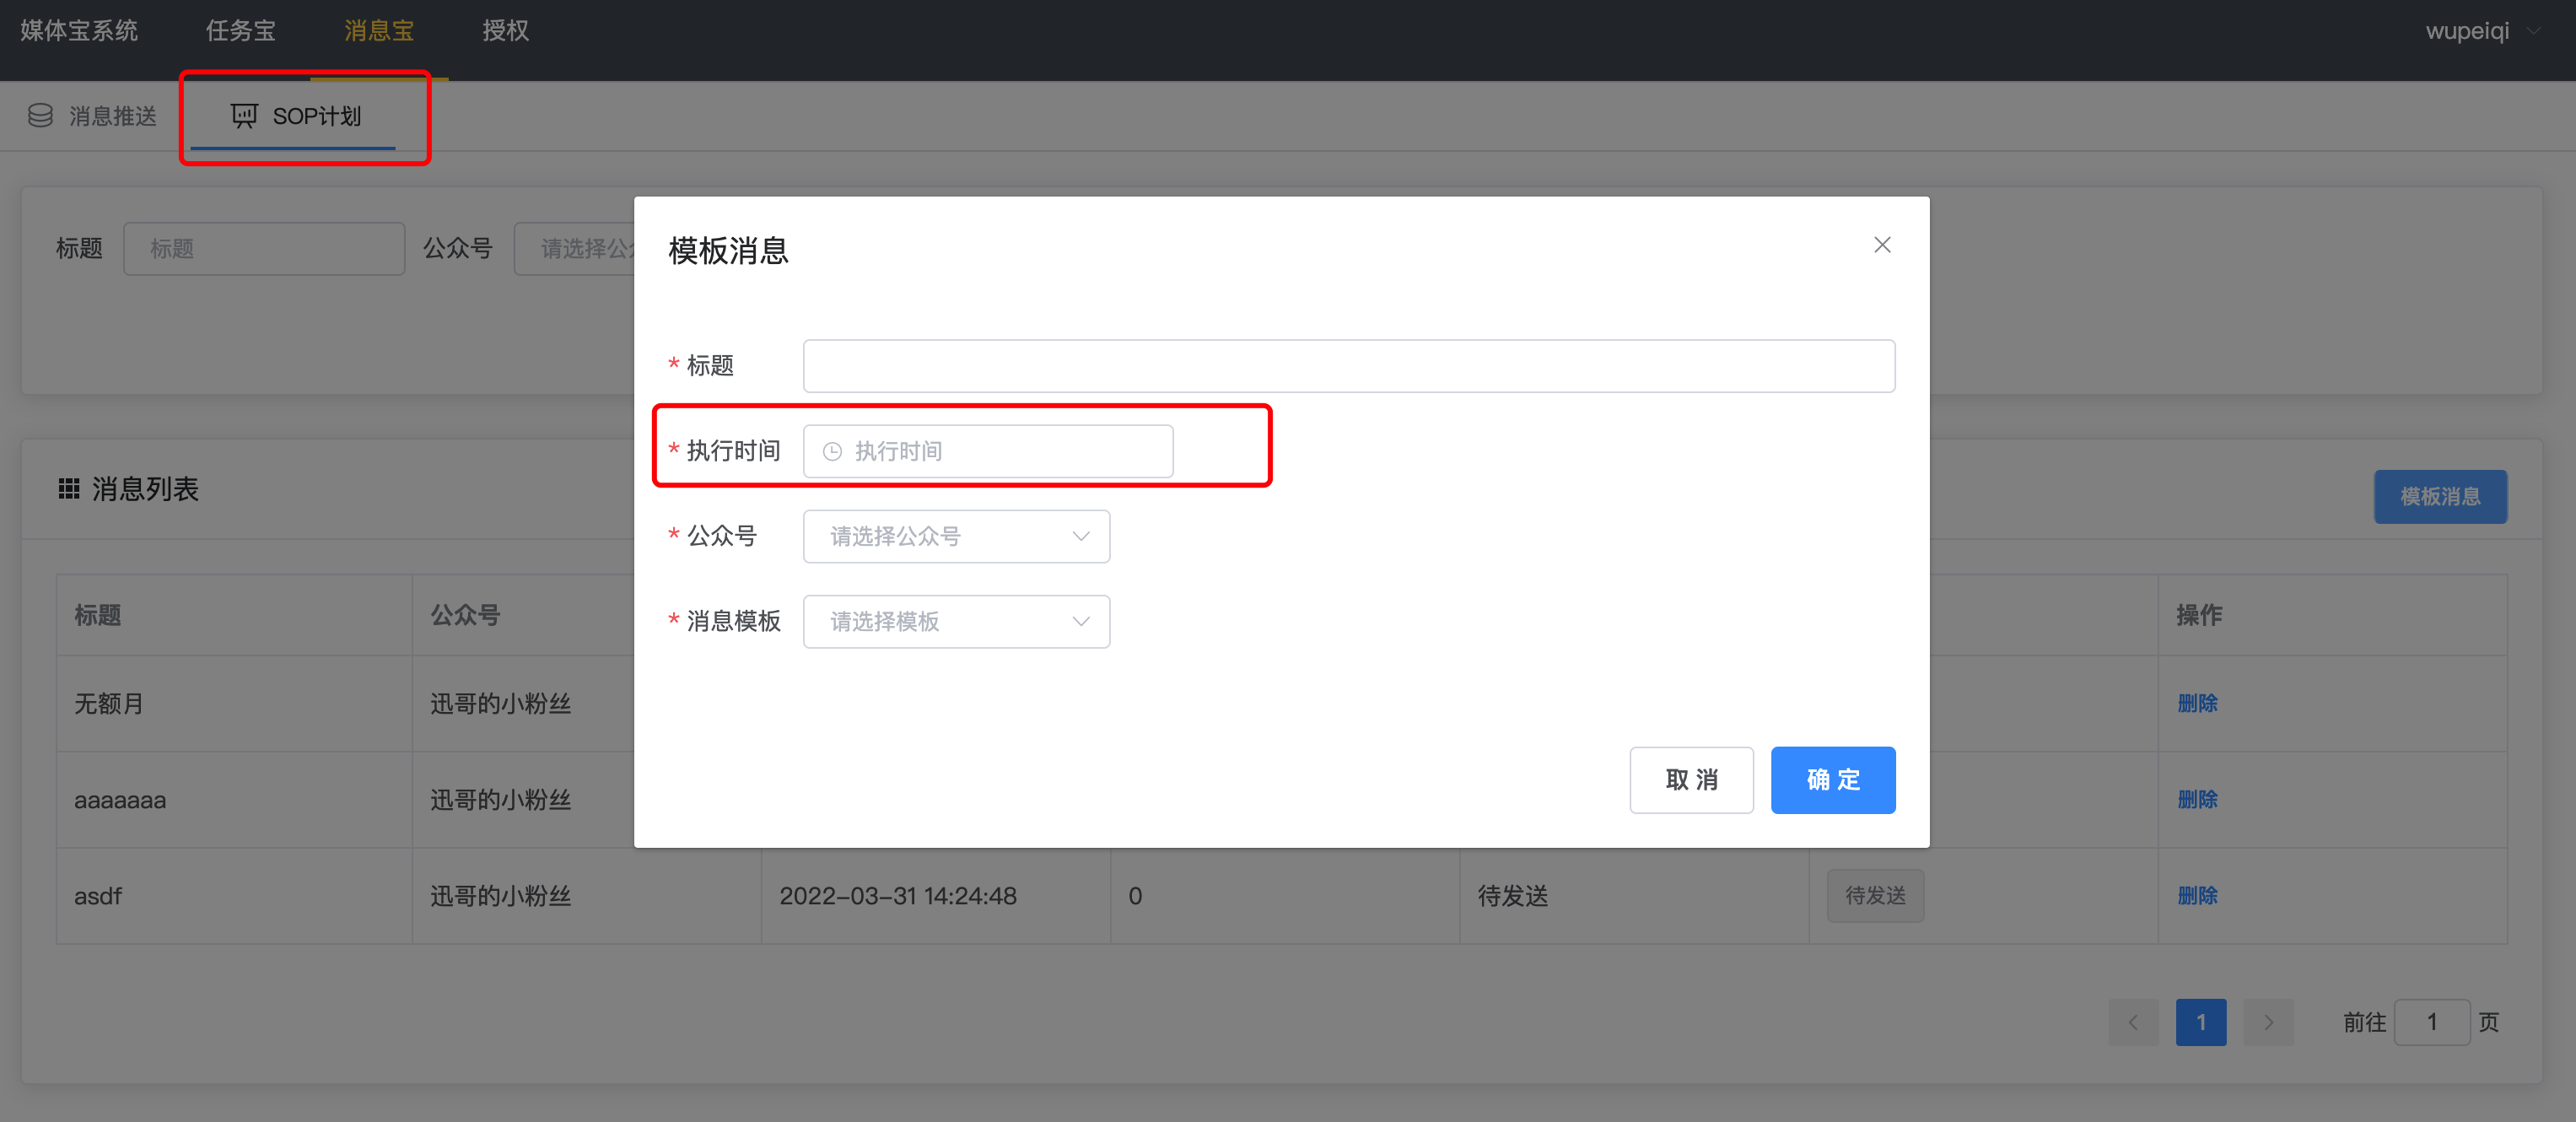 媒体宝系统 任务宝 消息宝 授权 wupeiqi
消息推送 SOP计划
标题 标题 公众号 请选择公
模板消息
* 标题
* 执行时间 执行时间
* 公众号 请选择公众号
* 消息模板 请选择模板
取 消 确 定
消息列表 模板消息
标题 公众号 操作
无额月 迅哥的小粉丝 删除
aaaaaaa 迅哥的小粉丝 删除
asdf 迅哥的小粉丝 2022-03-31 14:24:48 0 待发送 待发送 删除
1 前往 1 页